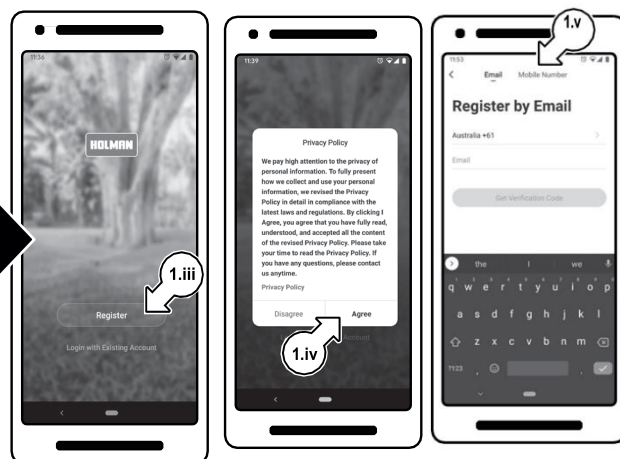 11:36
HOLMAN
1.iii
Register
Login with Existing Account
11:39
Privacy Policy
We pay high attention to the privacy of
personal information. To fully present
how we collect and use your personal
information, we revised the Privacy
Policy in detail in compliance with the
latest laws and regulations. By clicking I
Agree, you agree that you have fully read,
understood, and accepted all the content
of the revised Privacy Policy. Please take
your time to read the Privacy Policy. If
you have any questions, please contact
us anytime.
Privacy Policy
Disagree
Agree
1.iv
Account
1.v
11:53
Email Mobile Number
Register by Email
Australia +61
Email
Get Verification Code
the I we
q w e r t y u i o p
a s d f g h j k l
z x c v b n m
?123 , .